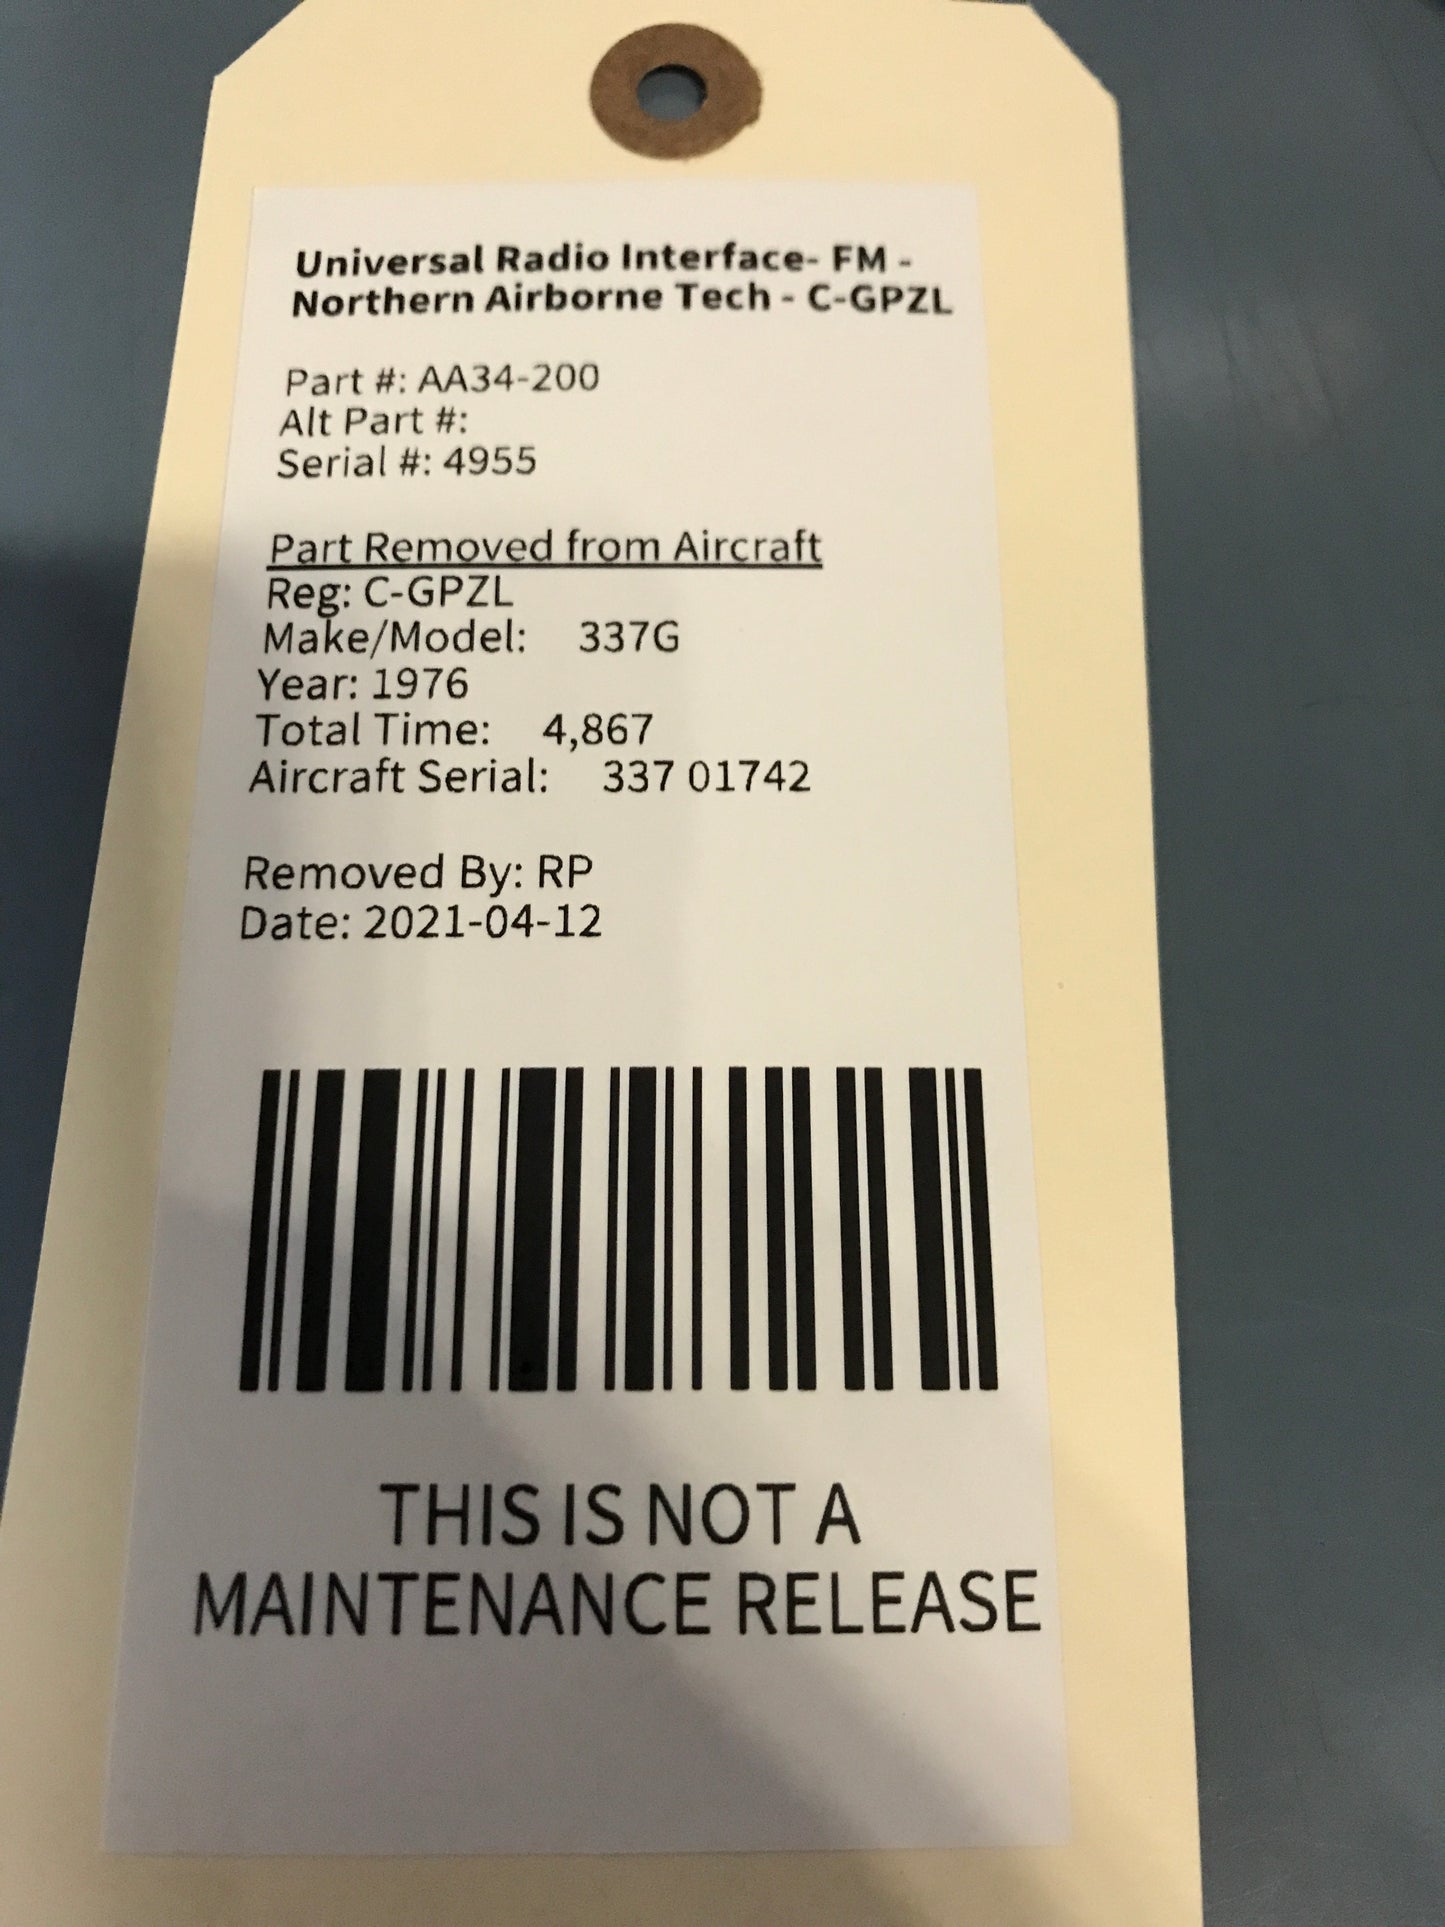 Universal Radio Interface- FM -
Northern Airborne Tech - C-GPZL
Part #: AA34-200
Alt Part #:
Serial #: 4955
Part Removed from Aircraft
Reg: C-GPZL
Make/Model: 337G
Year: 1976
Total Time: 4,867
Aircraft Serial: 337 01742
Removed By: RP
Date: 2021-04-12
THIS IS NOT A
MAINTENANCE RELEASE